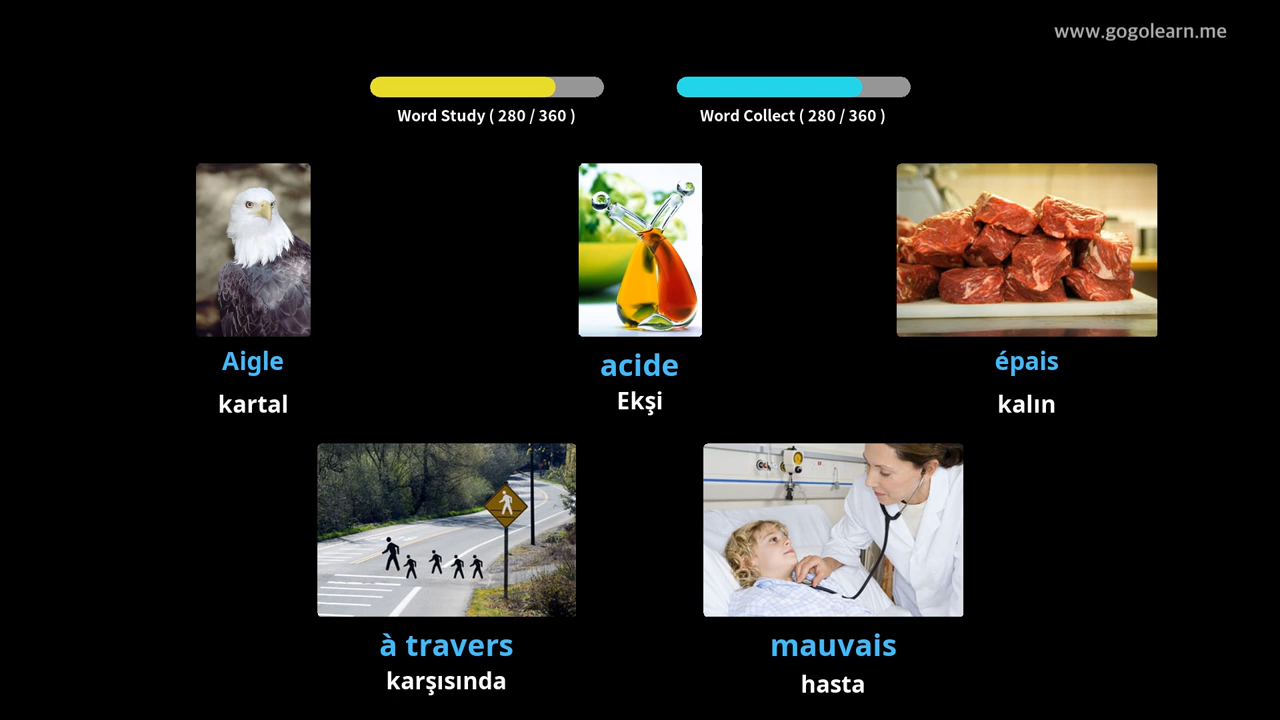 www.gogolearn.me
Word Study ( 280 / 360 )
Word Collect ( 280 / 360 )
Aigle
kartal
acide
Ekşi
épais
kalın
à travers
karşısında
mauvais
hasta